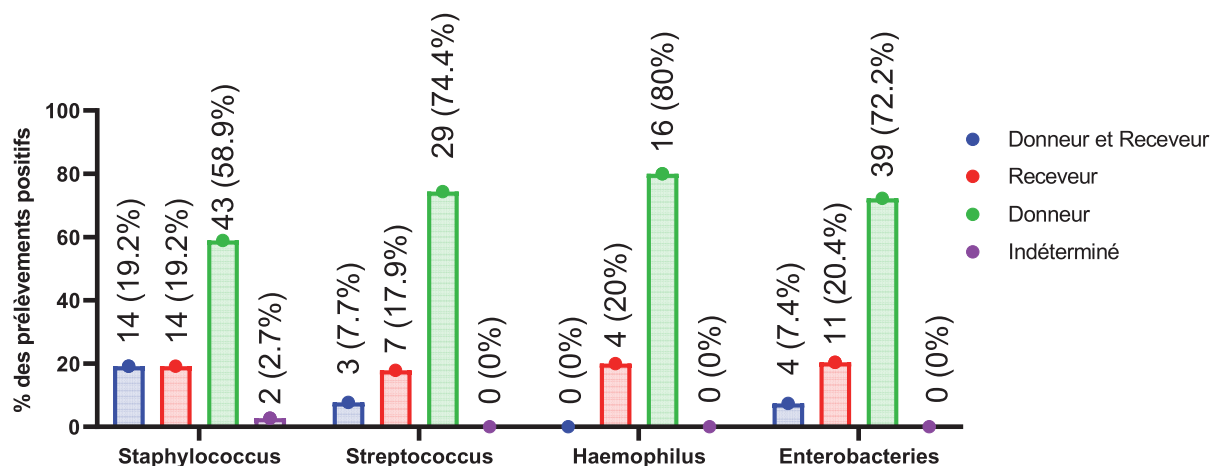 % des prélèvements positifs
100
80
60
40
20
0
14 (19.2%)
14 (19.2%)
43 (58.9%)
2 (2.7%)
3 (7.7%)
7 (17.9%)
29 (74.4%)
0 (0%)
0 (0%)
4 (20%)
16 (80%)
0 (0%)
4 (7.4%)
11 (20.4%)
39 (72.2%)
0 (0%)
Staphylococcus
Streptococcus
Haemophilus
Enterobacteries
Donneur et Receveur
Receveur
Donneur
Indéterminé